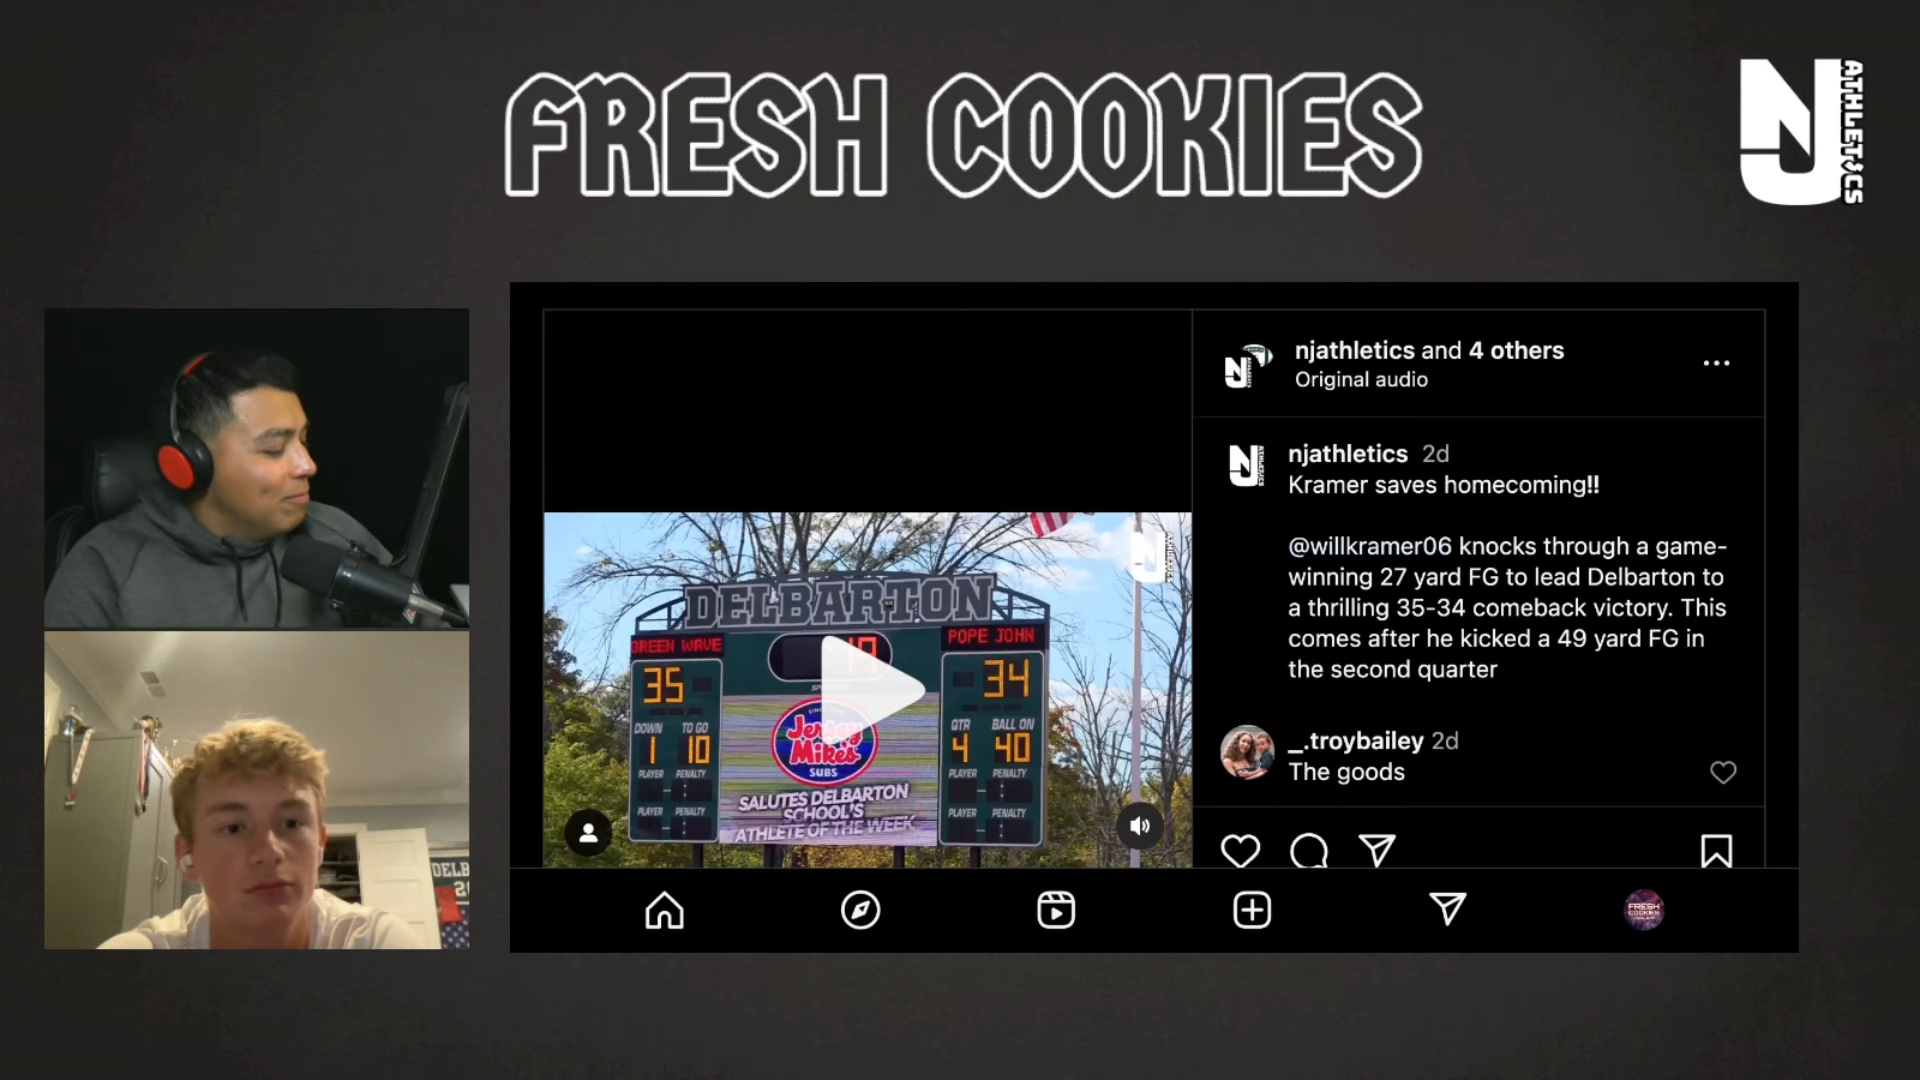 FRESH COOKIES
NJ ATHLETICS
njathletics and 4 others
Original audio
njathletics 2d
Kramer saves homecoming!!
@willkramer06 knocks through a game-
winning 27 yard FG to lead Delbarton to
a thrilling 35-34 comeback victory. This
comes after he kicked a 49 yard FG in
the second quarter
_.troybailey 2d
The goods
DELBARTON
GREEN WAVE
POPE JOHN
35
34
DOWN TO GO
QTR BALL ON
1 10
4 40
PLAYER PENALTY
PLAYER PENALTY
PLAYER PENALTY
PLAYER PENALTY
Jersey
Mike's
SUBS
SALUTES DELBARTON
SCHOOL'S
ATHLETE OF THE WEEK
NJ
FRESH
COOKIES